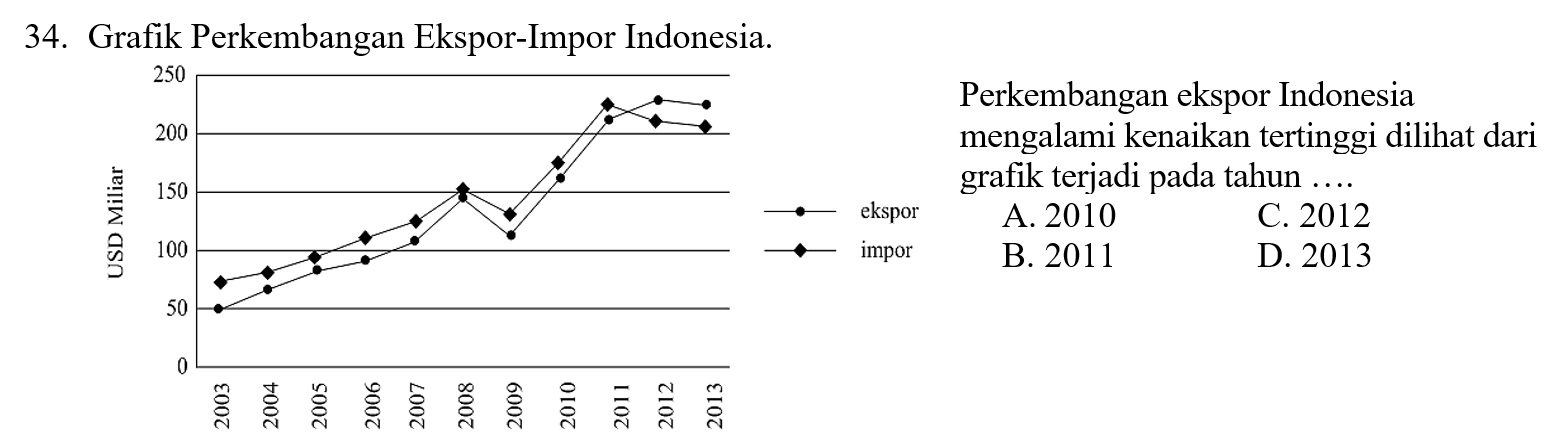 34. Grafik Perkembangan Ekspor-Impor Indonesia.
250
200
150
100
50
0
USD Miliar
2003
2004
2005
2006
2007
2008
2009
2010
2011
2012
2013
ekspor
impor
Perkembangan ekspor Indonesia
mengalami kenaikan tertinggi dilihat dari
grafik terjadi pada tahun ….
A. 2010 C. 2012
B. 2011 D. 2013